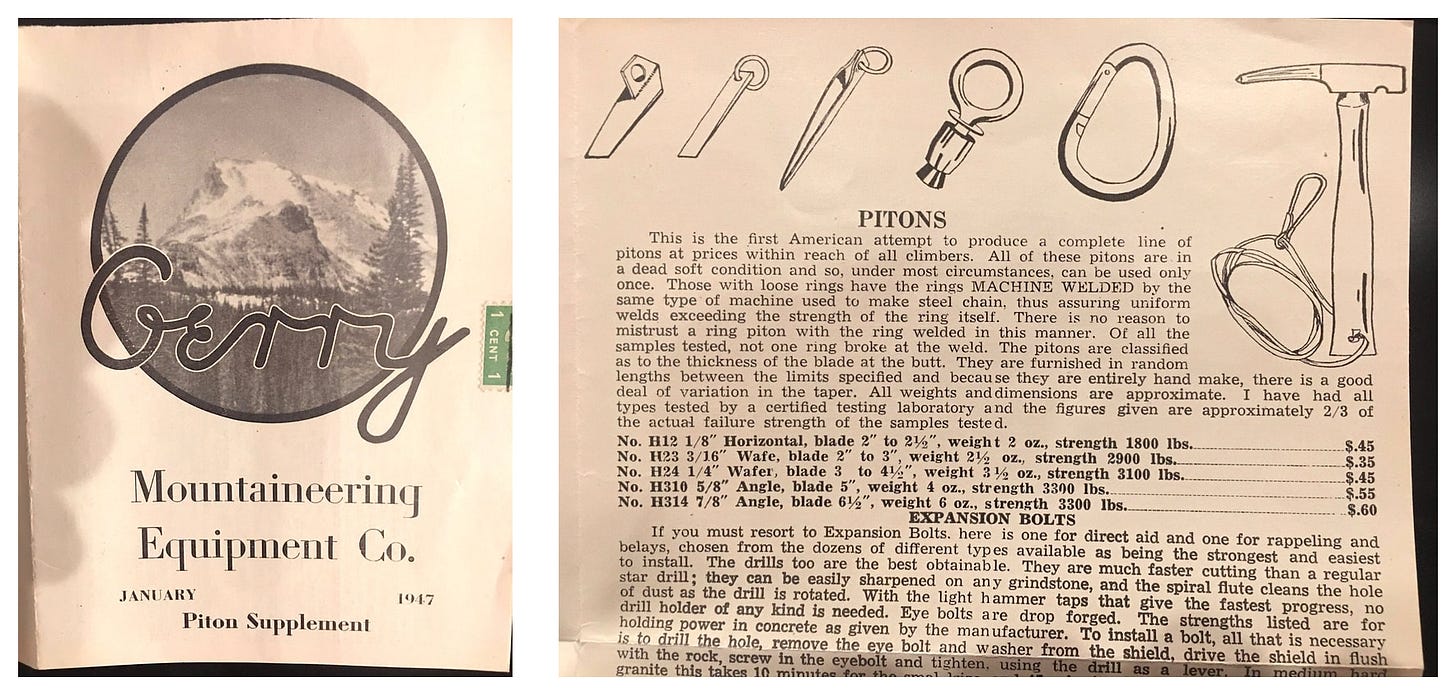 Gerry
Mountaineering
Equipment Co.
JANUARY 1947
Piton Supplement
1 CENT 1
PITONS
This is the first American attempt to produce a complete line of
pitons at prices within reach of all climbers. All of these pitons are in
a dead soft condition and so, under most circumstances, can be used only
once. Those with loose rings have the rings MACHINE WELDED by the
same type of machine used to make steel chain, thus assuring uniform
welds exceeding the strength of the ring itself. There is no reason to
mistrust a ring piton with the ring welded in this manner. Of all the
samples tested, not one ring broke at the weld. The pitons are classified
as to the thickness of the blade at the butt. They are furnished in random
lengths between the limits specified and because they are entirely hand make, there is a good
deal of variation in the taper. All weights and dimensions are approximate. I have had all
types tested by a certified testing laboratory and the figures given are approximately 2/3 of
the actual failure strength of the samples tested.
No. H12 1/8″ Horizontal, blade 2″ to 2½″, weight 2 oz., strength 1800 lbs. $.45
No. H23 3/16″ Wafe, blade 2″ to 3″, weight 2½ oz., strength 2900 lbs. $.35
No. H24 1/4″ Wafer, blade 3 to 4½″, weight 3½ oz., strength 3100 lbs. $.45
No. H310 5/8″ Angle, blade 5″, weight 4 oz., strength 3300 lbs. $.55
No. H314 7/8″ Angle, blade 6½″, weight 6 oz., strength 3300 lbs. $.60
EXPANSION BOLTS
If you must resort to Expansion Bolts. here is one for direct aid and one for rappeling and
belays, chosen from the dozens of different types available as being the strongest and easiest
to install. The drills too are the best obtainable. They are much faster cutting than a regular
star drill; they can be easily sharpened on any grindstone, and the spiral flute cleans the hole
of dust as the drill is rotated. With the light hammer taps that give the fastest progress, no
drill holder of any kind is needed. Eye bolts are drop forged. The strengths listed are for
holding power in concrete as given by the manufacturer. To install a bolt, all that is necessary
is to drill the hole, remove the eye bolt and washer from the shield, drive the shield in flush
with the rock, screw in the eyebolt and tighten. using the drill as a lever. In medium hard
granite this takes 10 minutes for the